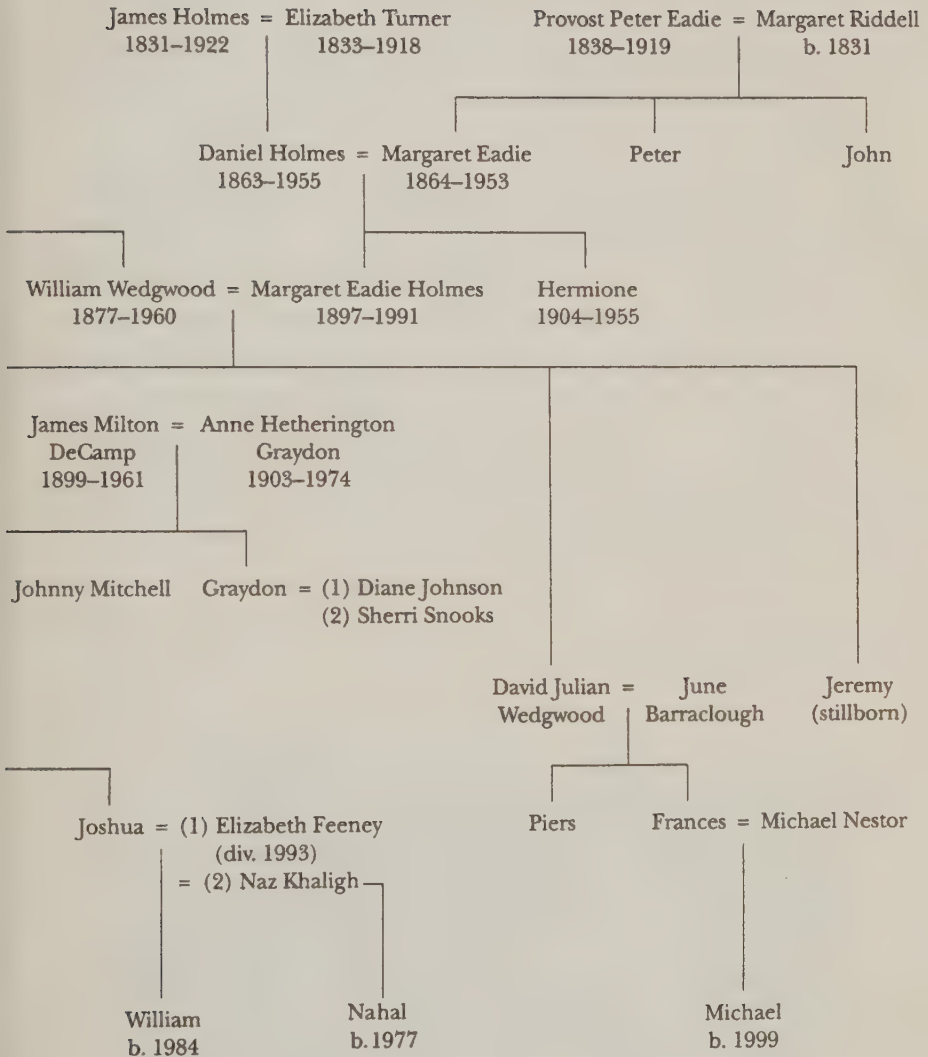 James Holmes = Elizabeth Turner
1831–1922 1833–1918
Provost Peter Eadie = Margaret Riddell
1838–1919 b. 1831
Daniel Holmes = Margaret Eadie
1863–1955 1864–1953
Peter
John
William Wedgwood = Margaret Eadie Holmes
1877–1960 1897–1991
Hermione
1904–1955
James Milton = Anne Hetherington
DeCamp Graydon
1899–1961 1903–1974
Johnny Mitchell
Graydon = (1) Diane Johnson
(2) Sherri Snooks
David Julian = June
Wedgwood Barraclough
Jeremy
(stillborn)
Joshua = (1) Elizabeth Feeney
(div. 1993)
= (2) Naz Khaligh
Piers
Frances = Michael Nestor
William
b. 1984
Nahal
b. 1977
Michael
b. 1999